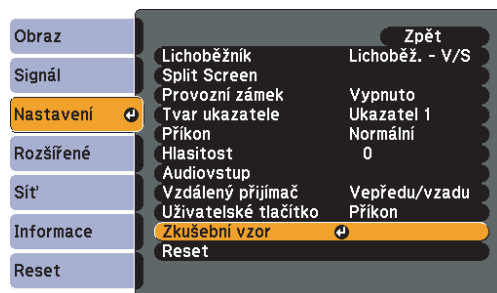 Obraz
Signál
Nastavení
Rozšířené
Síť
Informace
Reset
Zpět
Lichoběžník Lichoběž. - V/S
Split Screen
Provozní zámek Vypnuto
Tvar ukazatele Ukazatel 1
Příkon Normální
Hlasitost 0
Audiovstup
Vzdálený přijímač Vepředu/vzadu
Uživatelské tlačítko Příkon
Zkušební vzor
Reset